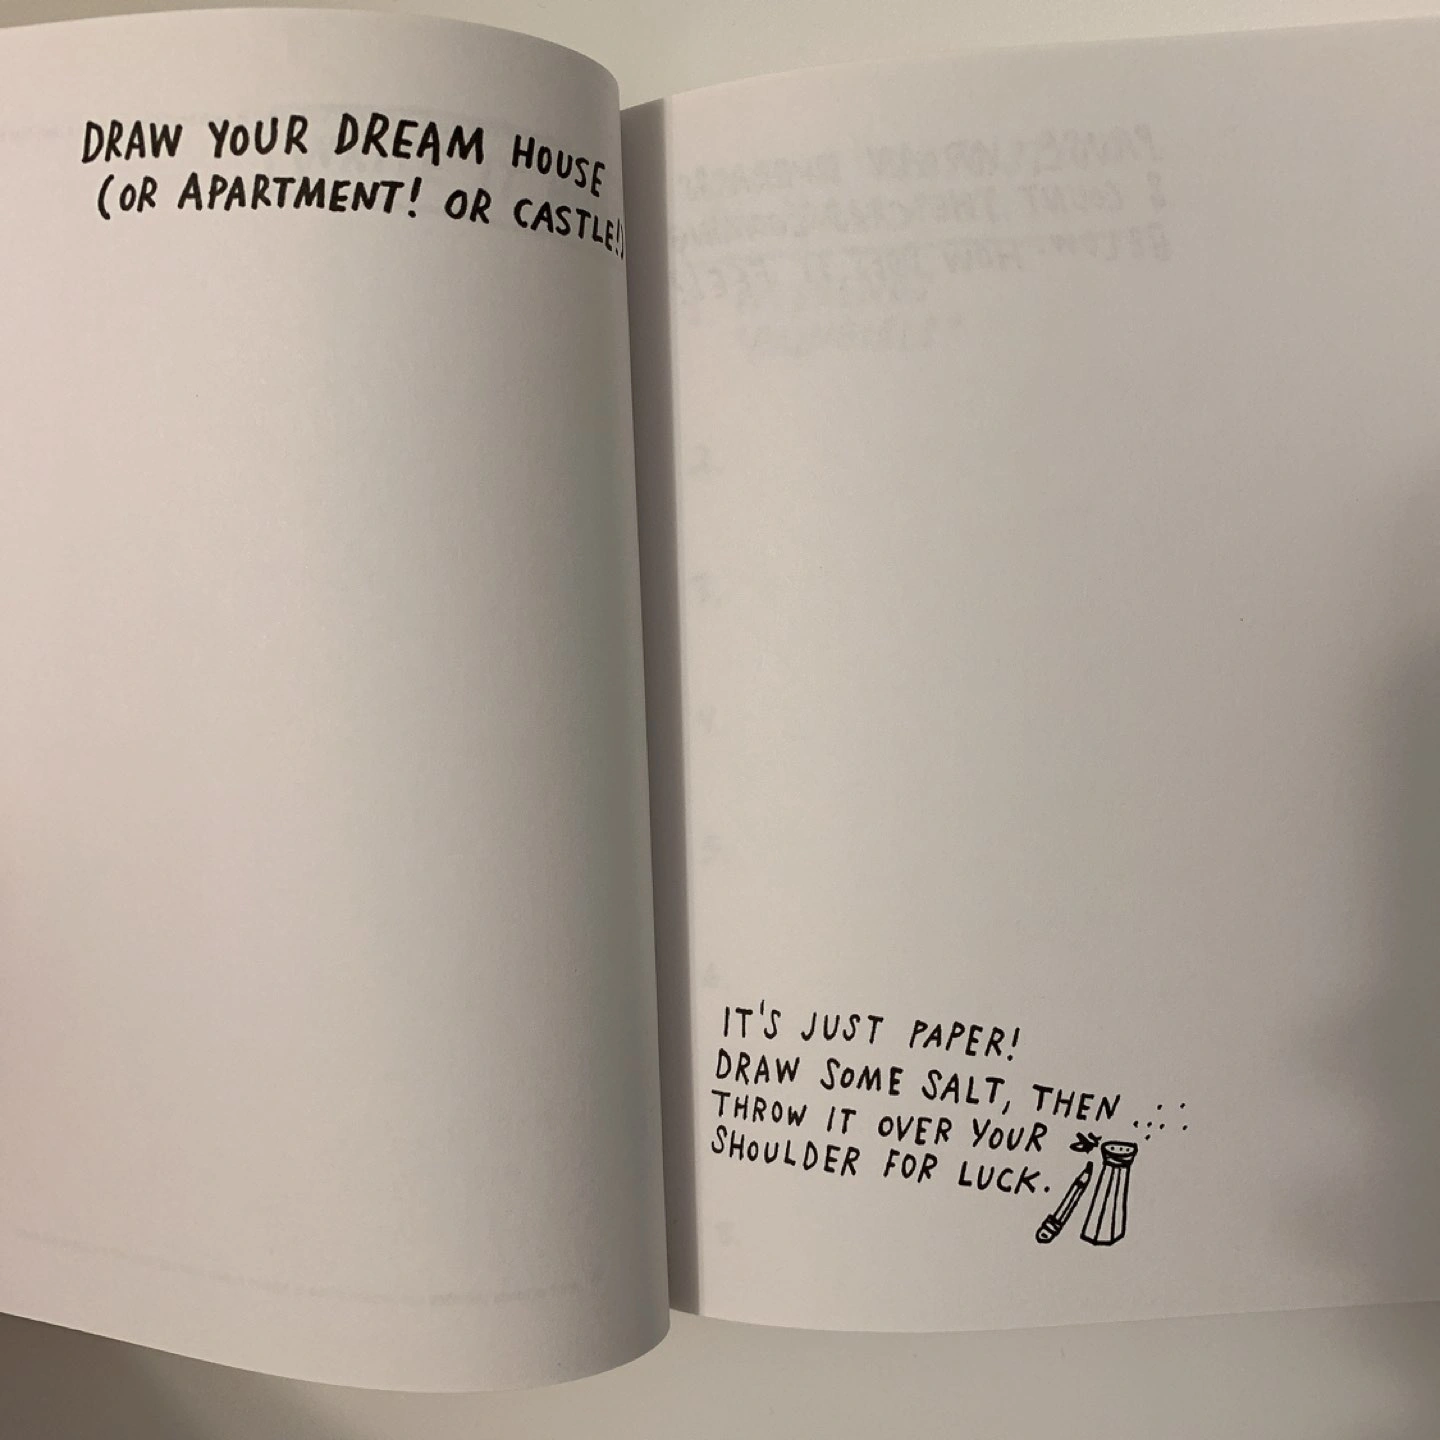 DRAW YOUR DREAM HOUSE
(OR APARTMENT! OR CASTLE!)
IT'S JUST PAPER!
DRAW SOME SALT, THEN
THROW IT OVER YOUR
SHOULDER FOR LUCK.